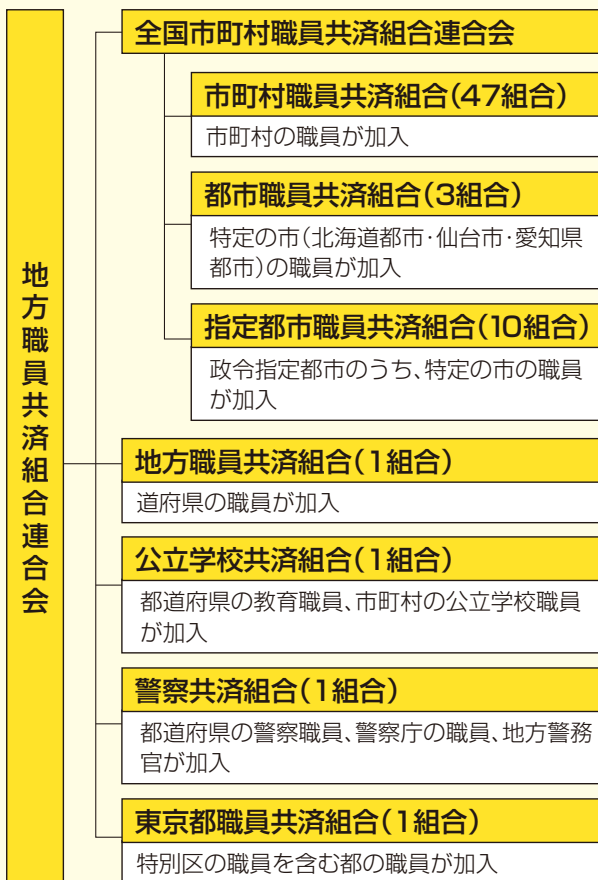 地方職員共済組合連合会
全国市町村職員共済組合連合会
市町村職員共済組合(47組合)
市町村の職員が加入
都市職員共済組合(3組合)
特定の市(北海道都市･仙台市･愛知県
都市)の職員が加入
指定都市職員共済組合(10組合)
政令指定都市のうち、特定の市の職員
が加入
地方職員共済組合(1組合)
道府県の職員が加入
公立学校共済組合(1組合)
都道府県の教育職員、市町村の公立学校職員
が加入
警察共済組合(1組合)
都道府県の警察職員、警察庁の職員、地方警務
官が加入
東京都職員共済組合(1組合)
特別区の職員を含む都の職員が加入